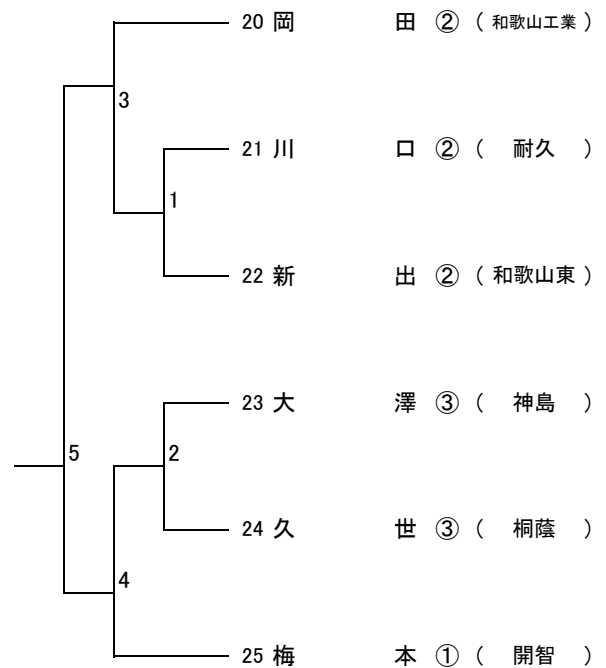 20 岡 田 ② ( 和歌山工業 )
3
21 川 口 ② ( 耐久 )
1
22 新 出 ② ( 和歌山東 )
23 大 澤 ③ ( 神島 )
5
2
24 久 世 ③ ( 桐蔭 )
4
25 梅 本 ① ( 開智 )